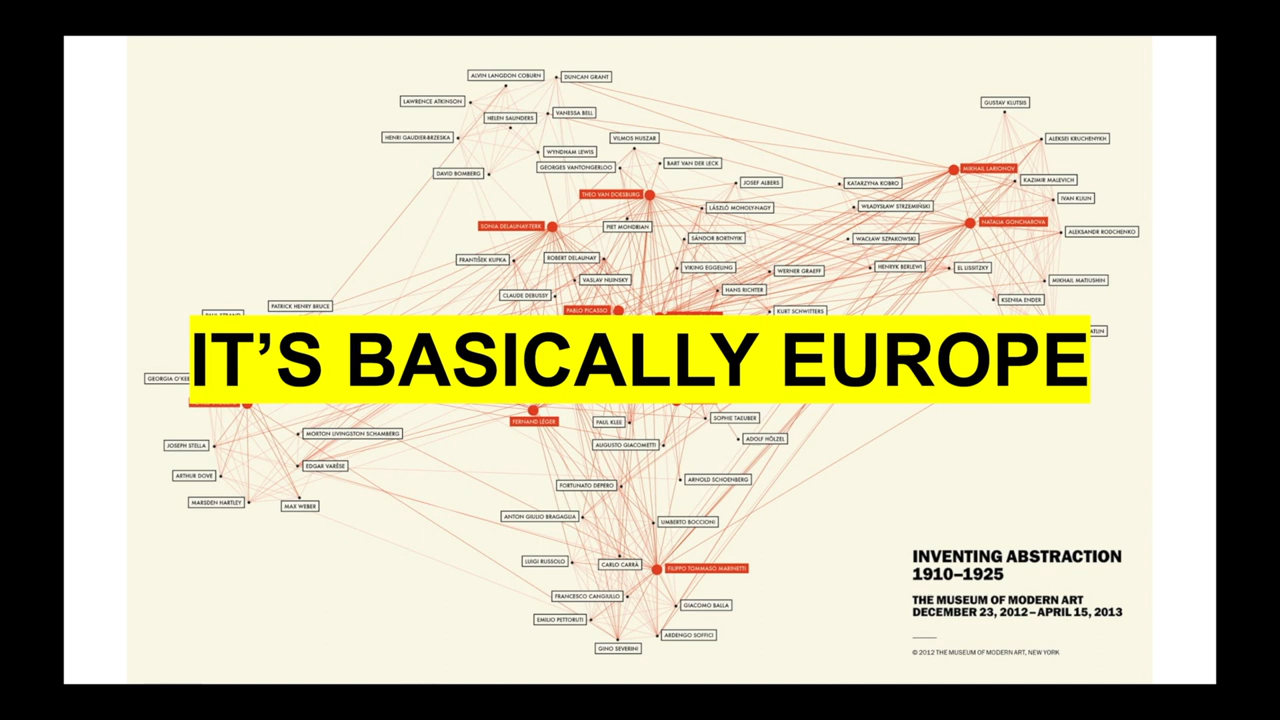 ALVIN LANGDON COBURN
DUNCAN GRANT
LAWRENCE ATKINSON
HELEN SAUNDERS
VANESSA BELL
GUSTAV KLUTSIS
HENRI GAUDIER-BRZESKA
VILMOS HUSZAR
ALEKSEI KRUCHENYKH
WYNDHAM LEWIS
GEORGES VANTONGERLOO
BART VAN DER LECK
MIKHAIL LARIONOV
DAVID BOMBERG
JOSEF ALBERS
KATARZYNA KOBRO
KAZIMIR MALEVICH
THEO VAN DOESBURG
IVAN KLIUN
LÁSZLÓ MOHOLY-NAGY
WŁADYSŁAW STRZEMIŃSKI
SONIA DELAUNAY-TERK
PIET MONDRIAN
NATALIA GONCHAROVA
SÁNDOR BORTNYIK
WACŁAW SZPAKOWSKI
ALEKSANDR RODCHENKO
FRANTIŠEK KUPKA
ROBERT DELAUNAY
VIKING EGGELING
WERNER GRAEFF
HENRYK BERLEWI
EL LISSITZKY
VASLAV NIJINSKY
HANS RICHTER
MIKHAIL MATIUSHIN
CLAUDE DEBUSSY
KSENIIA ENDER
PATRICK HENRY BRUCE
PABLO PICASSO
KURT SCHWITTERS
IT’S BASICALLY EUROPE
FERNAND LÉGER
PAUL KLEE
SOPHIE TAEUBER
MORTON LIVINGSTON SCHAMBERG
AUGUSTO GIACOMETTI
ADOLF HÖLZEL
JOSEPH STELLA
EDGAR VARÈSE
ARTHUR DOVE
FORTUNATO DEPERO
ARNOLD SCHOENBERG
MARSDEN HARTLEY
MAX WEBER
ANTON GIULIO BRAGAGLIA
UMBERTO BOCCIONI
LUIGI RUSSOLO
CARLO CARRÀ
FILIPPO TOMMASO MARINETTI
FRANCESCO CANGIULLO
GIACOMO BALLA
EMILIO PETTORUTI
ARDENGO SOFFICI
GINO SEVERINI
INVENTING ABSTRACTION
1910–1925
THE MUSEUM OF MODERN ART
DECEMBER 23, 2012–APRIL 15, 2013
© 2012 THE MUSEUM OF MODERN ART, NEW YORK